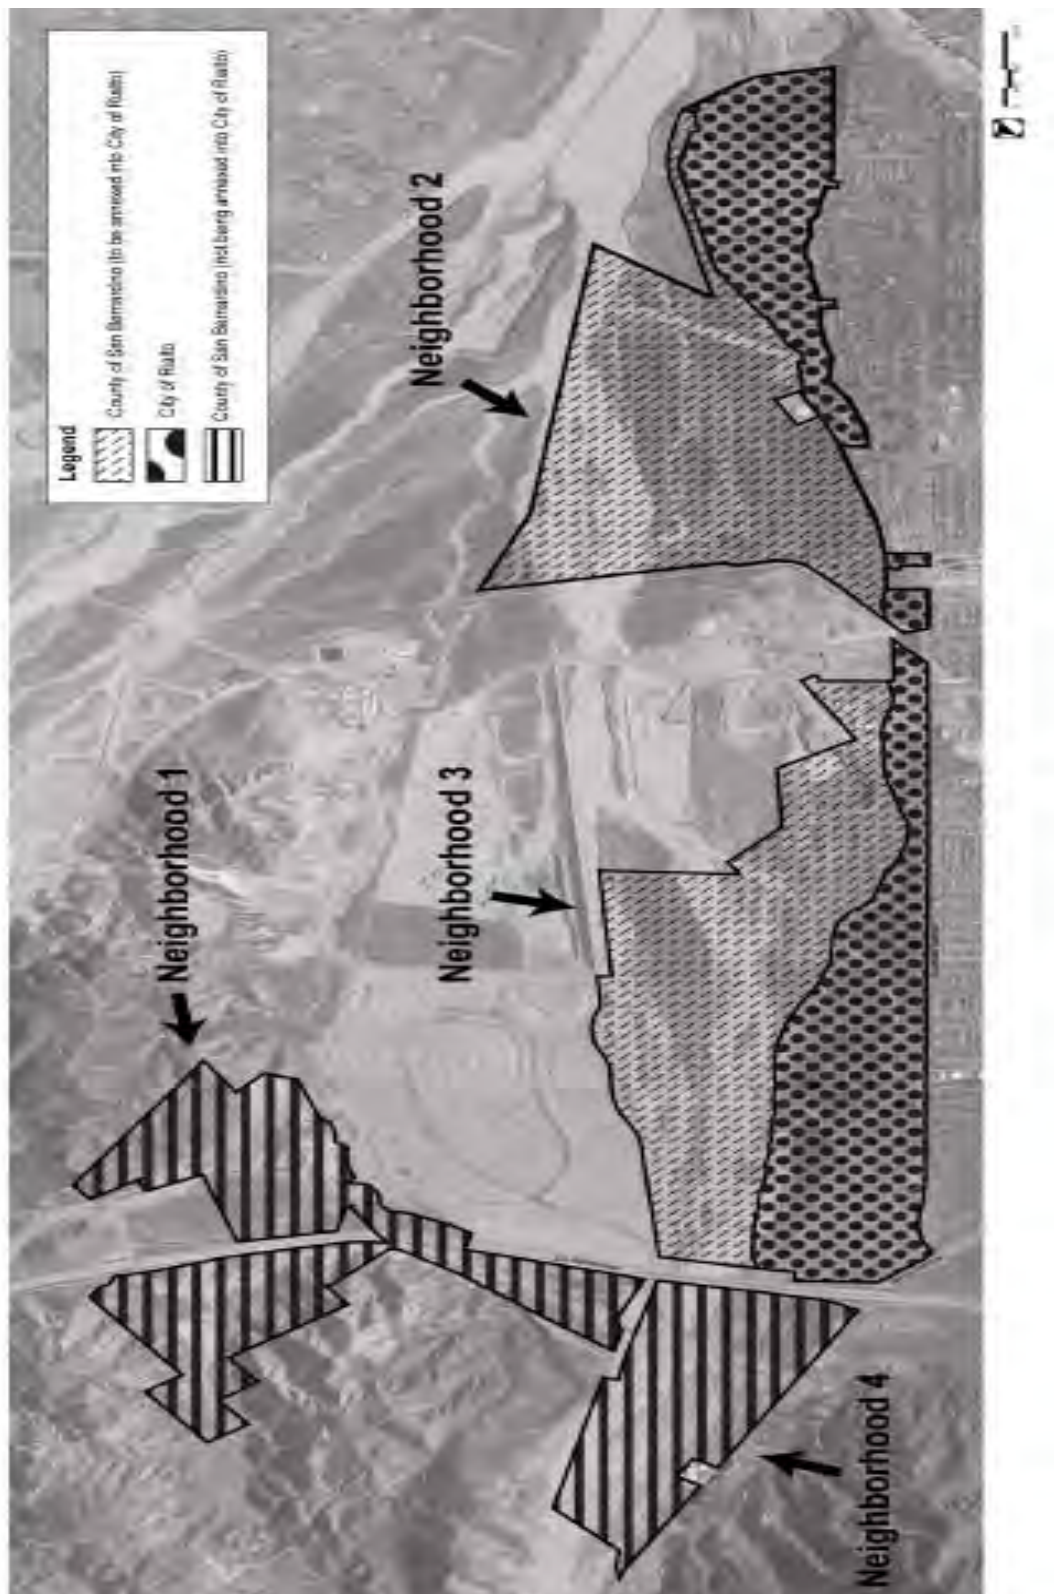 Legend
County of San Bernardino (to be annexed into City of Rialto)
City of Rialto
County of San Bernardino (not being annexed into City of Rialto)
Neighborhood 1
Neighborhood 2
Neighborhood 3
Neighborhood 4